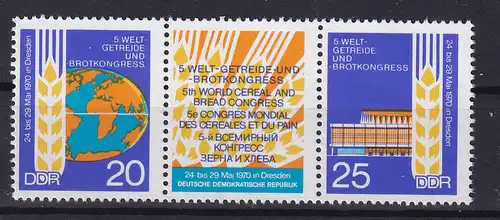 5. WELT-
GETREIDE
UND
-BROTKONGRESS
24 bis 29 Mai 1970 in Dresden
DDR
20
5. WELT-GETREIDE-UND
-BROTKONGRESS
5th WORLD CEREAL AND
BREAD CONGRESS
5e CONGRES MONDIAL
DES CEREALES ET DU PAIN
5-й ВСЕМИРНЫЙ
КОНГРЕСС
ЗЕРНА И ХЛЕБА
24 bis 29 Mai 1970 in Dresden
DEUTSCHE DEMOKRATISCHE REPUBLIK
5. WELT-
GETREIDE
UND
-BROTKONGRESS
24 bis 29 Mai 1970 in Dresden
25
DDR